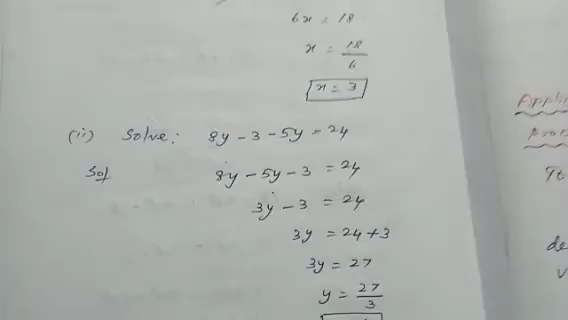 6x = 18
x = 18/6
x = 3
(ii) Solve: 8y - 3 - 5y = 24
Sol
8y - 5y - 3 = 24
3y - 3 = 24
3y = 24 + 3
3y = 27
y = 27/3